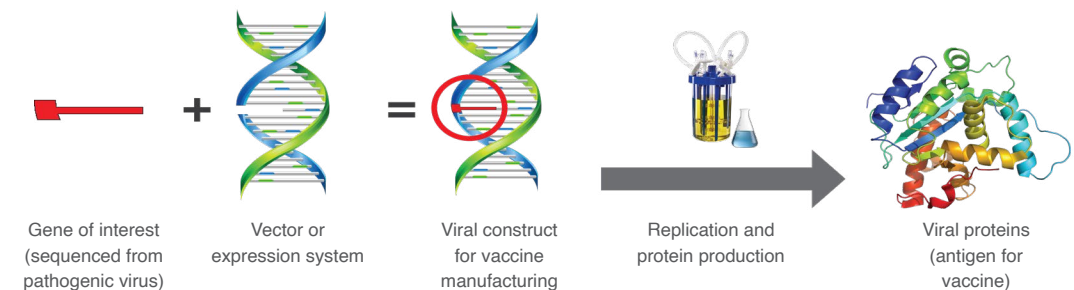 +
=
Gene of interest
(sequenced from
pathogenic virus)
Vector or
expression system
Viral construct
for vaccine
manufacturing
Replication and
protein production
Viral proteins
(antigen for
vaccine)